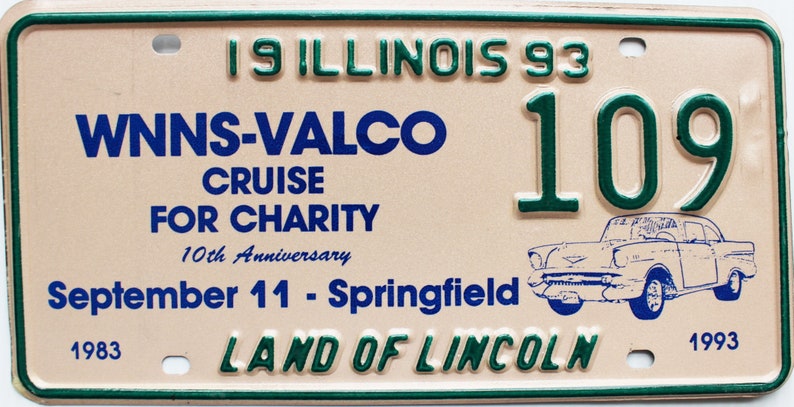 19 ILLINOIS 93
WNNS-VALCO
109
CRUISE
FOR CHARITY
10th Anniversary
September 11 - Springfield
1983
LAND OF LINCOLN
1993